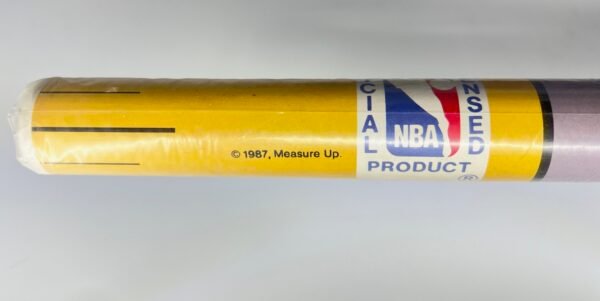 © 1987, Measure Up.
CIAL
NBA
NSED
PRODUCT
®